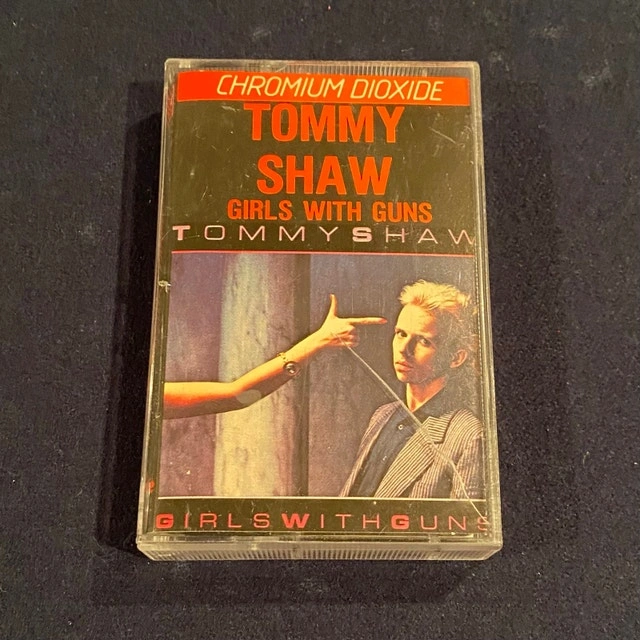 CHROMIUM DIOXIDE
TOMMY
SHAW
GIRLS WITH GUNS
TOMMYSHAW
GIRLSWITHGUNS